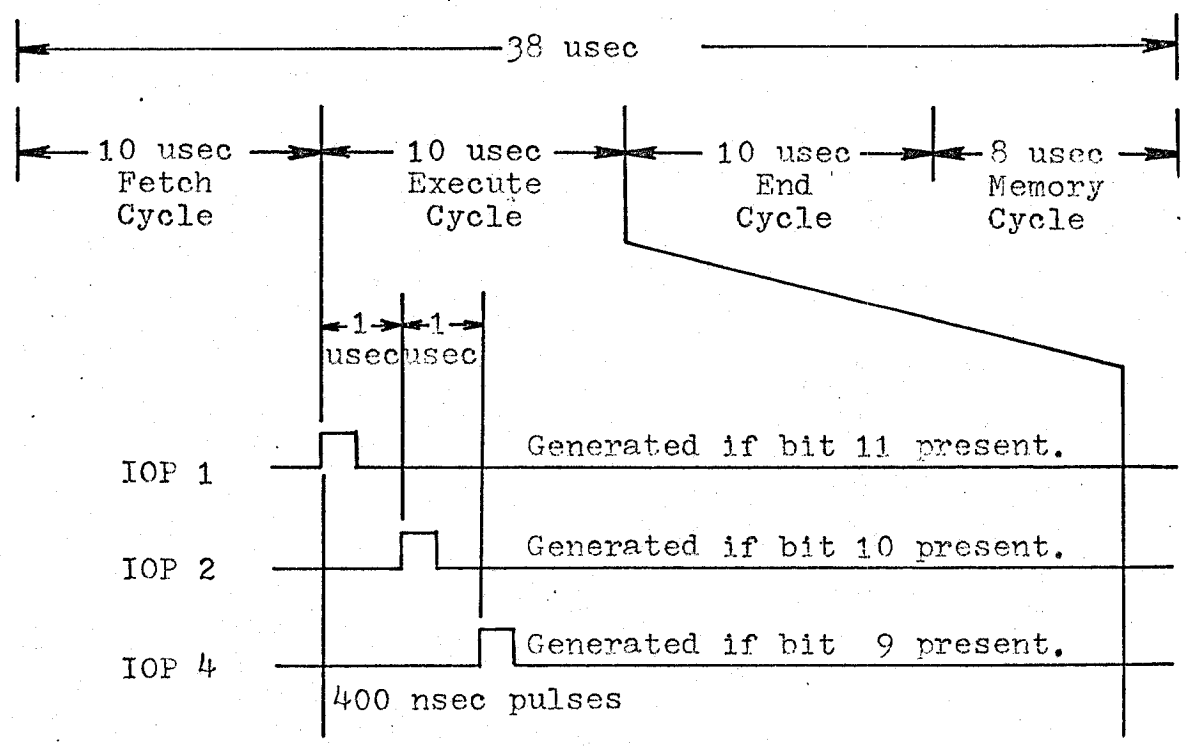 38 usec
10 usec
Fetch
Cycle
10 usec
Execute
Cycle
10 usec
End
Cycle
8 usec
Memory
Cycle
1
usec
1
usec
IOP 1
Generated if bit 11 present.
IOP 2
Generated if bit 10 present.
IOP 4
Generated if bit 9 present.
400 nsec pulses